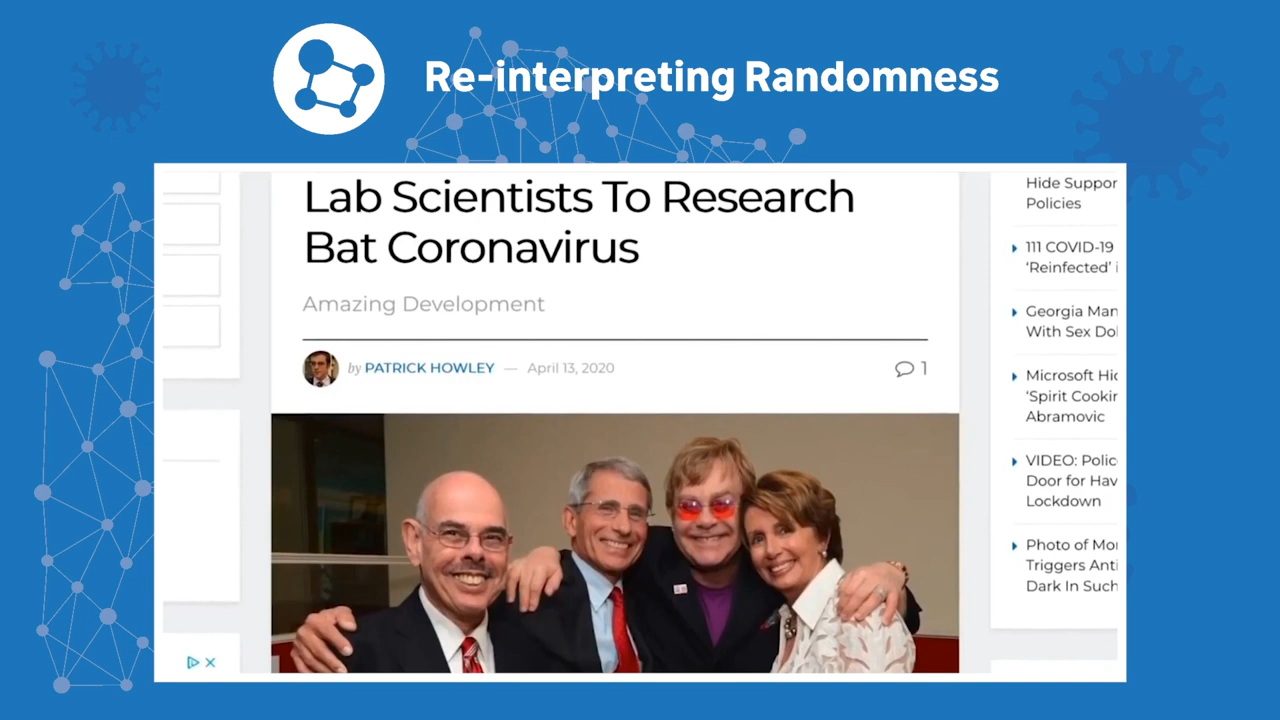 Re-interpreting Randomness
Lab Scientists To Research
Bat Coronavirus
Amazing Development
by PATRICK HOWLEY — April 13, 2020
1
Hide
Policies
111 COVID-19
'Reinfected'
Georgia
With Sex
Microsoft
'Spirit
Abramovic
VIDEO:
Door for
Lockdown
Photo of
Triggers
Dark In Such